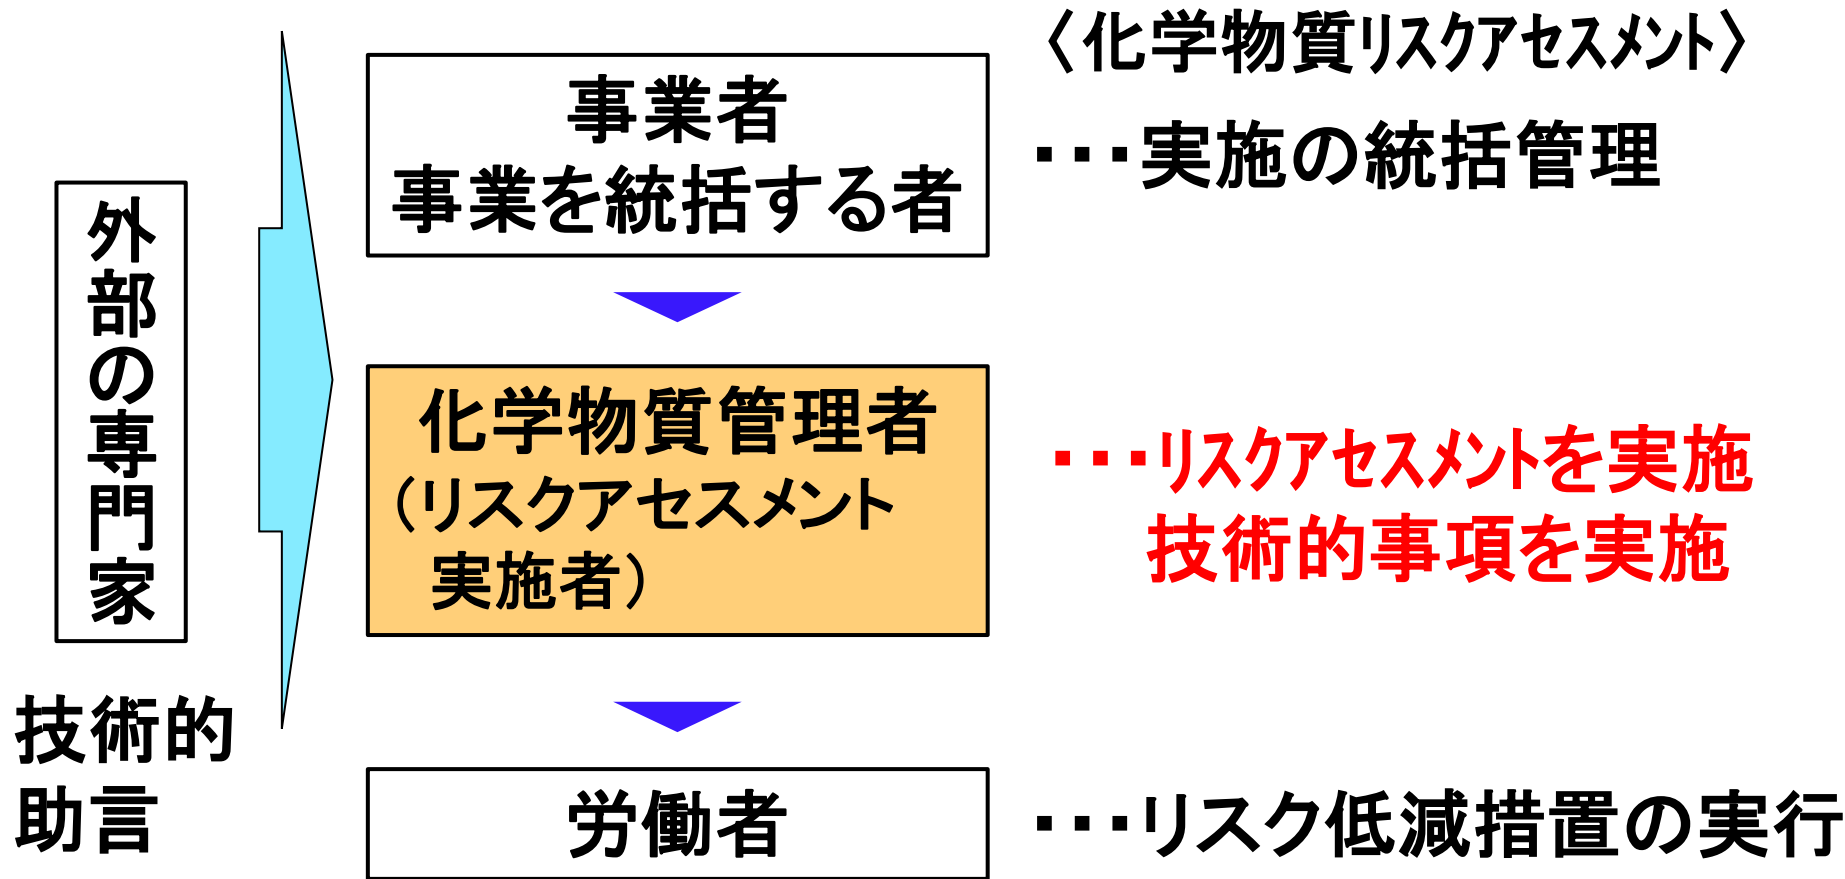 〈化学物質リスクアセスメント〉
事業者
事業を統括する者
・・・実施の統括管理
外部の専門家
技術的
助言
化学物質管理者
（リスクアセスメント
実施者）
・・・リスクアセスメントを実施
技術的事項を実施
労働者
・・・リスク低減措置の実行